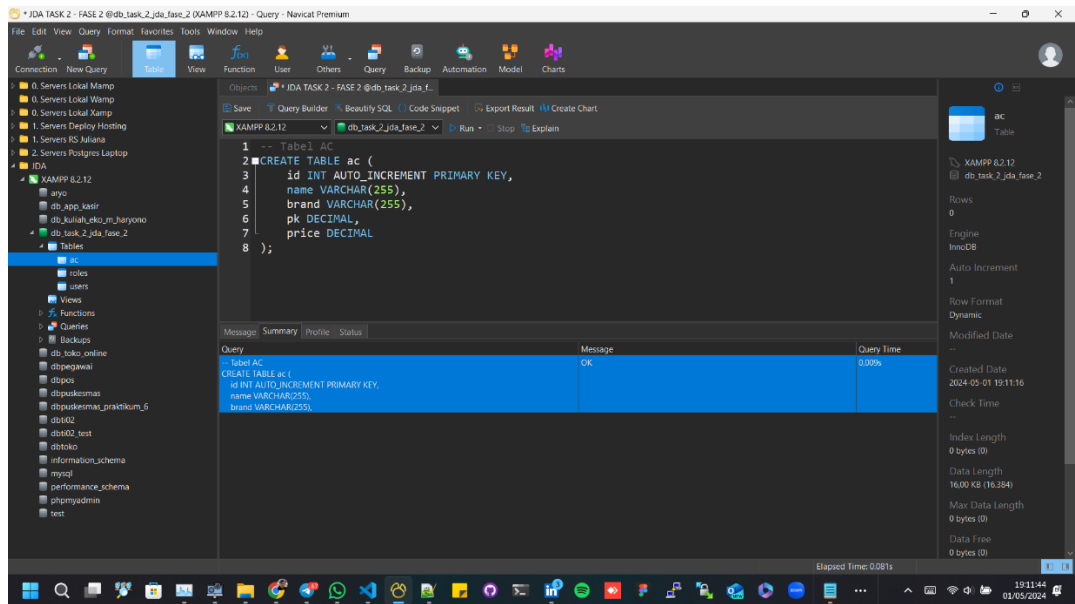 * JDA TASK 2 - FASE 2 @db_task_2_jda_fase_2 (XAMPP 8.2.12) - Query - Navicat Premium
File Edit View Query Format Favorites Tools Window Help
Connection New Query Table View Function User Others Query Backup Automation Model Charts
0. Servers Lokal Mamp
0. Servers Lokal Wamp
0. Servers Lokal Xamp
1. Servers Deploy Hosting
1. Servers RS Juliana
2. Servers Postgres Laptop
JDA
XAMPP 8.2.12
aryo
db_app_kasir
db_kuliah_eko_m_haryono
db_task_2_jda_fase_2
Tables
ac
roles
users
Views
Functions
Queries
Backups
db_toko_online
dbpegawai
dbpos
dbpuskesmas
dbpuskesmas_praktikum_6
dbti02
dbti02_test
dbtoko
information_schema
mysql
performance_schema
phpmyadmin
test
Objects * JDA TASK 2 - FASE 2 @db_task_2_jda_f...
Save Query Builder Beautify SQL Code Snippet Export Result Create Chart
XAMPP 8.2.12 db_task_2_jda_fase_2 Run Stop Explain
1 -- Tabel AC
2 CREATE TABLE ac (
3 id INT AUTO_INCREMENT PRIMARY KEY,
4 name VARCHAR(255),
5 brand VARCHAR(255),
6 pk DECIMAL,
7 price DECIMAL
8 );
Message Summary Profile Status
Query Message Query Time
-- Tabel AC OK 0,009s
CREATE TABLE ac (
id INT AUTO_INCREMENT PRIMARY KEY,
name VARCHAR(255),
brand VARCHAR(255),
ac
Table
XAMPP 8.2.12
db_task_2_jda_fase_2
Rows
0
Engine
InnoDB
Auto Increment
1
Row Format
Dynamic
Modified Date
--
Created Date
2024-05-01 19:11:16
Check Time
--
Index Length
0 bytes (0)
Data Length
16,00 KB (16.384)
Max Data Length
0 bytes (0)
Data Free
0 bytes (0)
Elapsed Time: 0.081s
19:11:44
01/05/2024